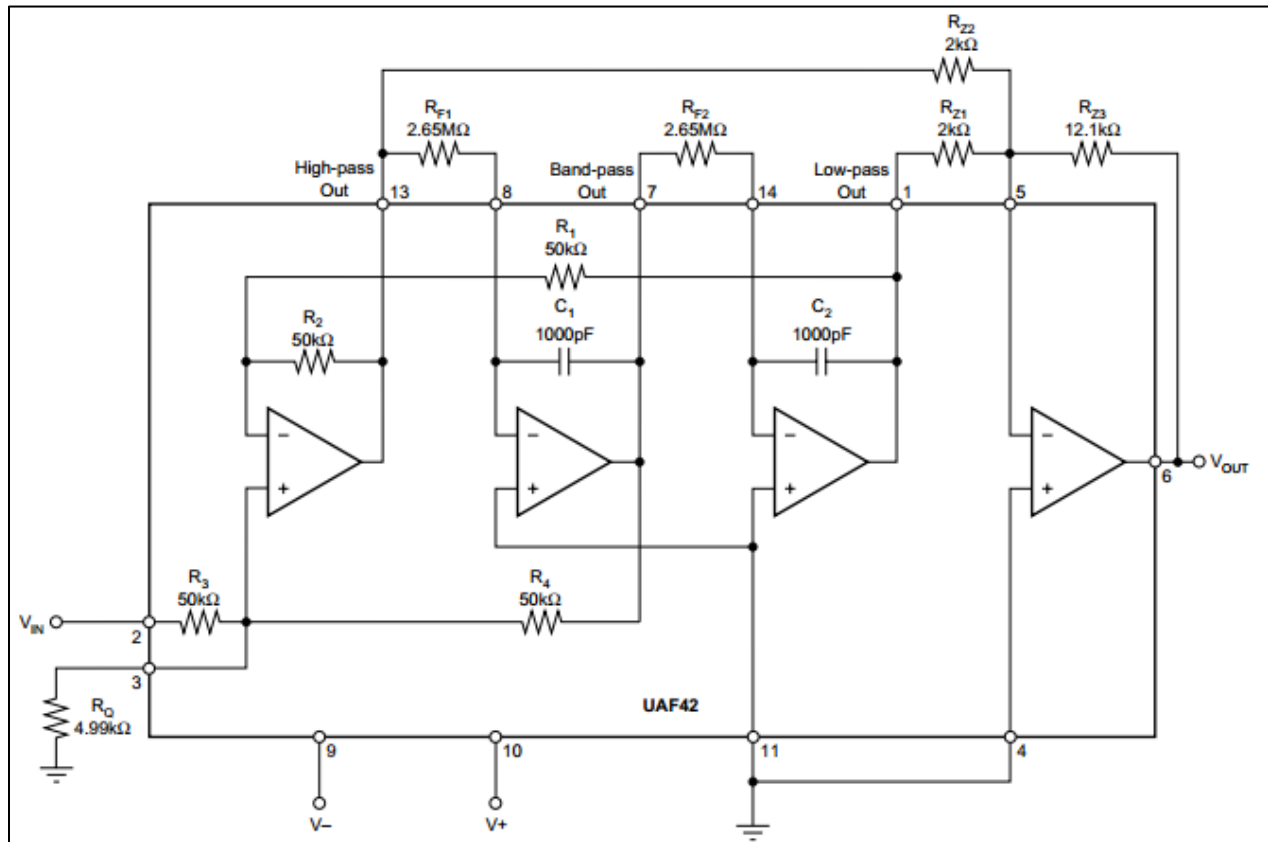 RZ2
2kΩ
RF1
2.65MΩ
RF2
2.65MΩ
RZ1
2kΩ
RZ3
12.1kΩ
High-pass
Out
13
8
Band-pass
Out
7
14
Low-pass
Out
1
5
R1
50kΩ
R2
50kΩ
C1
1000pF
C2
1000pF
–
+
–
+
–
+
–
+
6
VOUT
VIN
2
R3
50kΩ
R4
50kΩ
3
RQ
4.99kΩ
UAF42
9
10
11
4
V–
V+